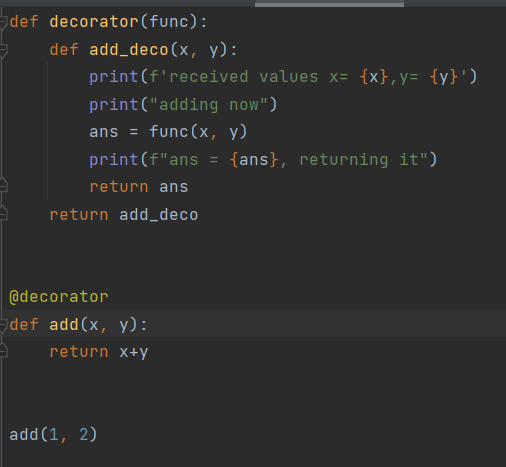 def decorator(func):
    def add_deco(x, y):
        print(f'received values x= {x},y= {y}')
        print("adding now")
        ans = func(x, y)
        print(f"ans = {ans}, returning it")
        return ans
    return add_deco
@decorator
def add(x, y):
    return x+y
add(1, 2)